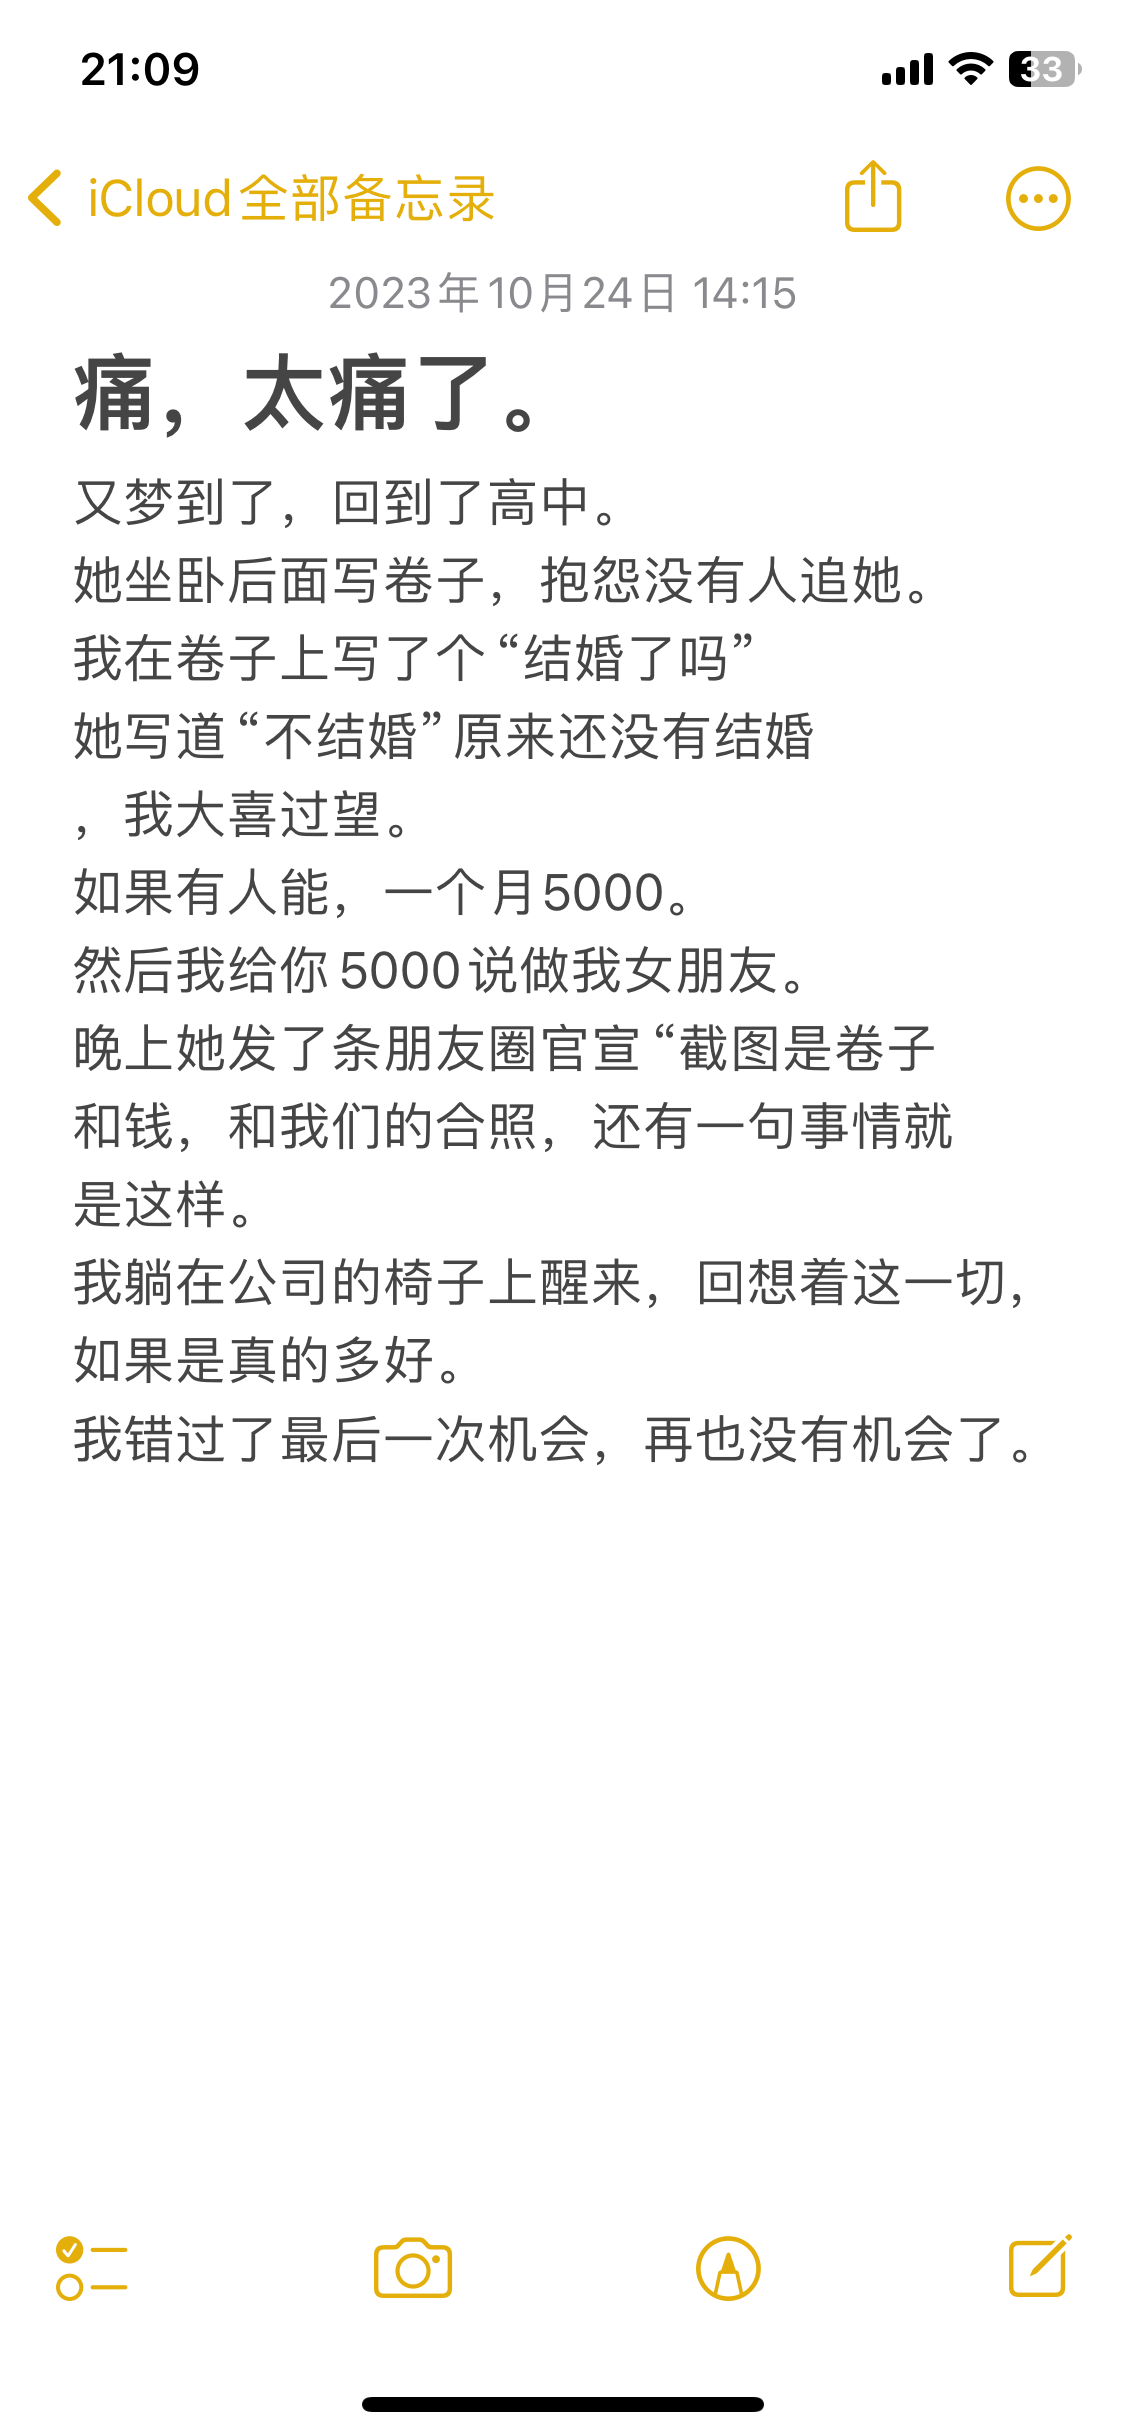 21:09
33
iCloud全部备忘录
2023年10月24日 14:15
痛，太痛了。
又梦到了，回到了高中。
她坐卧后面写卷子，抱怨没有人追她。
我在卷子上写了个“结婚了吗”
她写道“不结婚”原来还没有结婚
，我大喜过望。
如果有人能，一个月5000。
然后我给你5000说做我女朋友。
晚上她发了条朋友圈官宣“截图是卷子
和钱，和我们的合照，还有一句事情就
是这样。
我躺在公司的椅子上醒来，回想着这一切，
如果是真的多好。
我错过了最后一次机会，再也没有机会了。